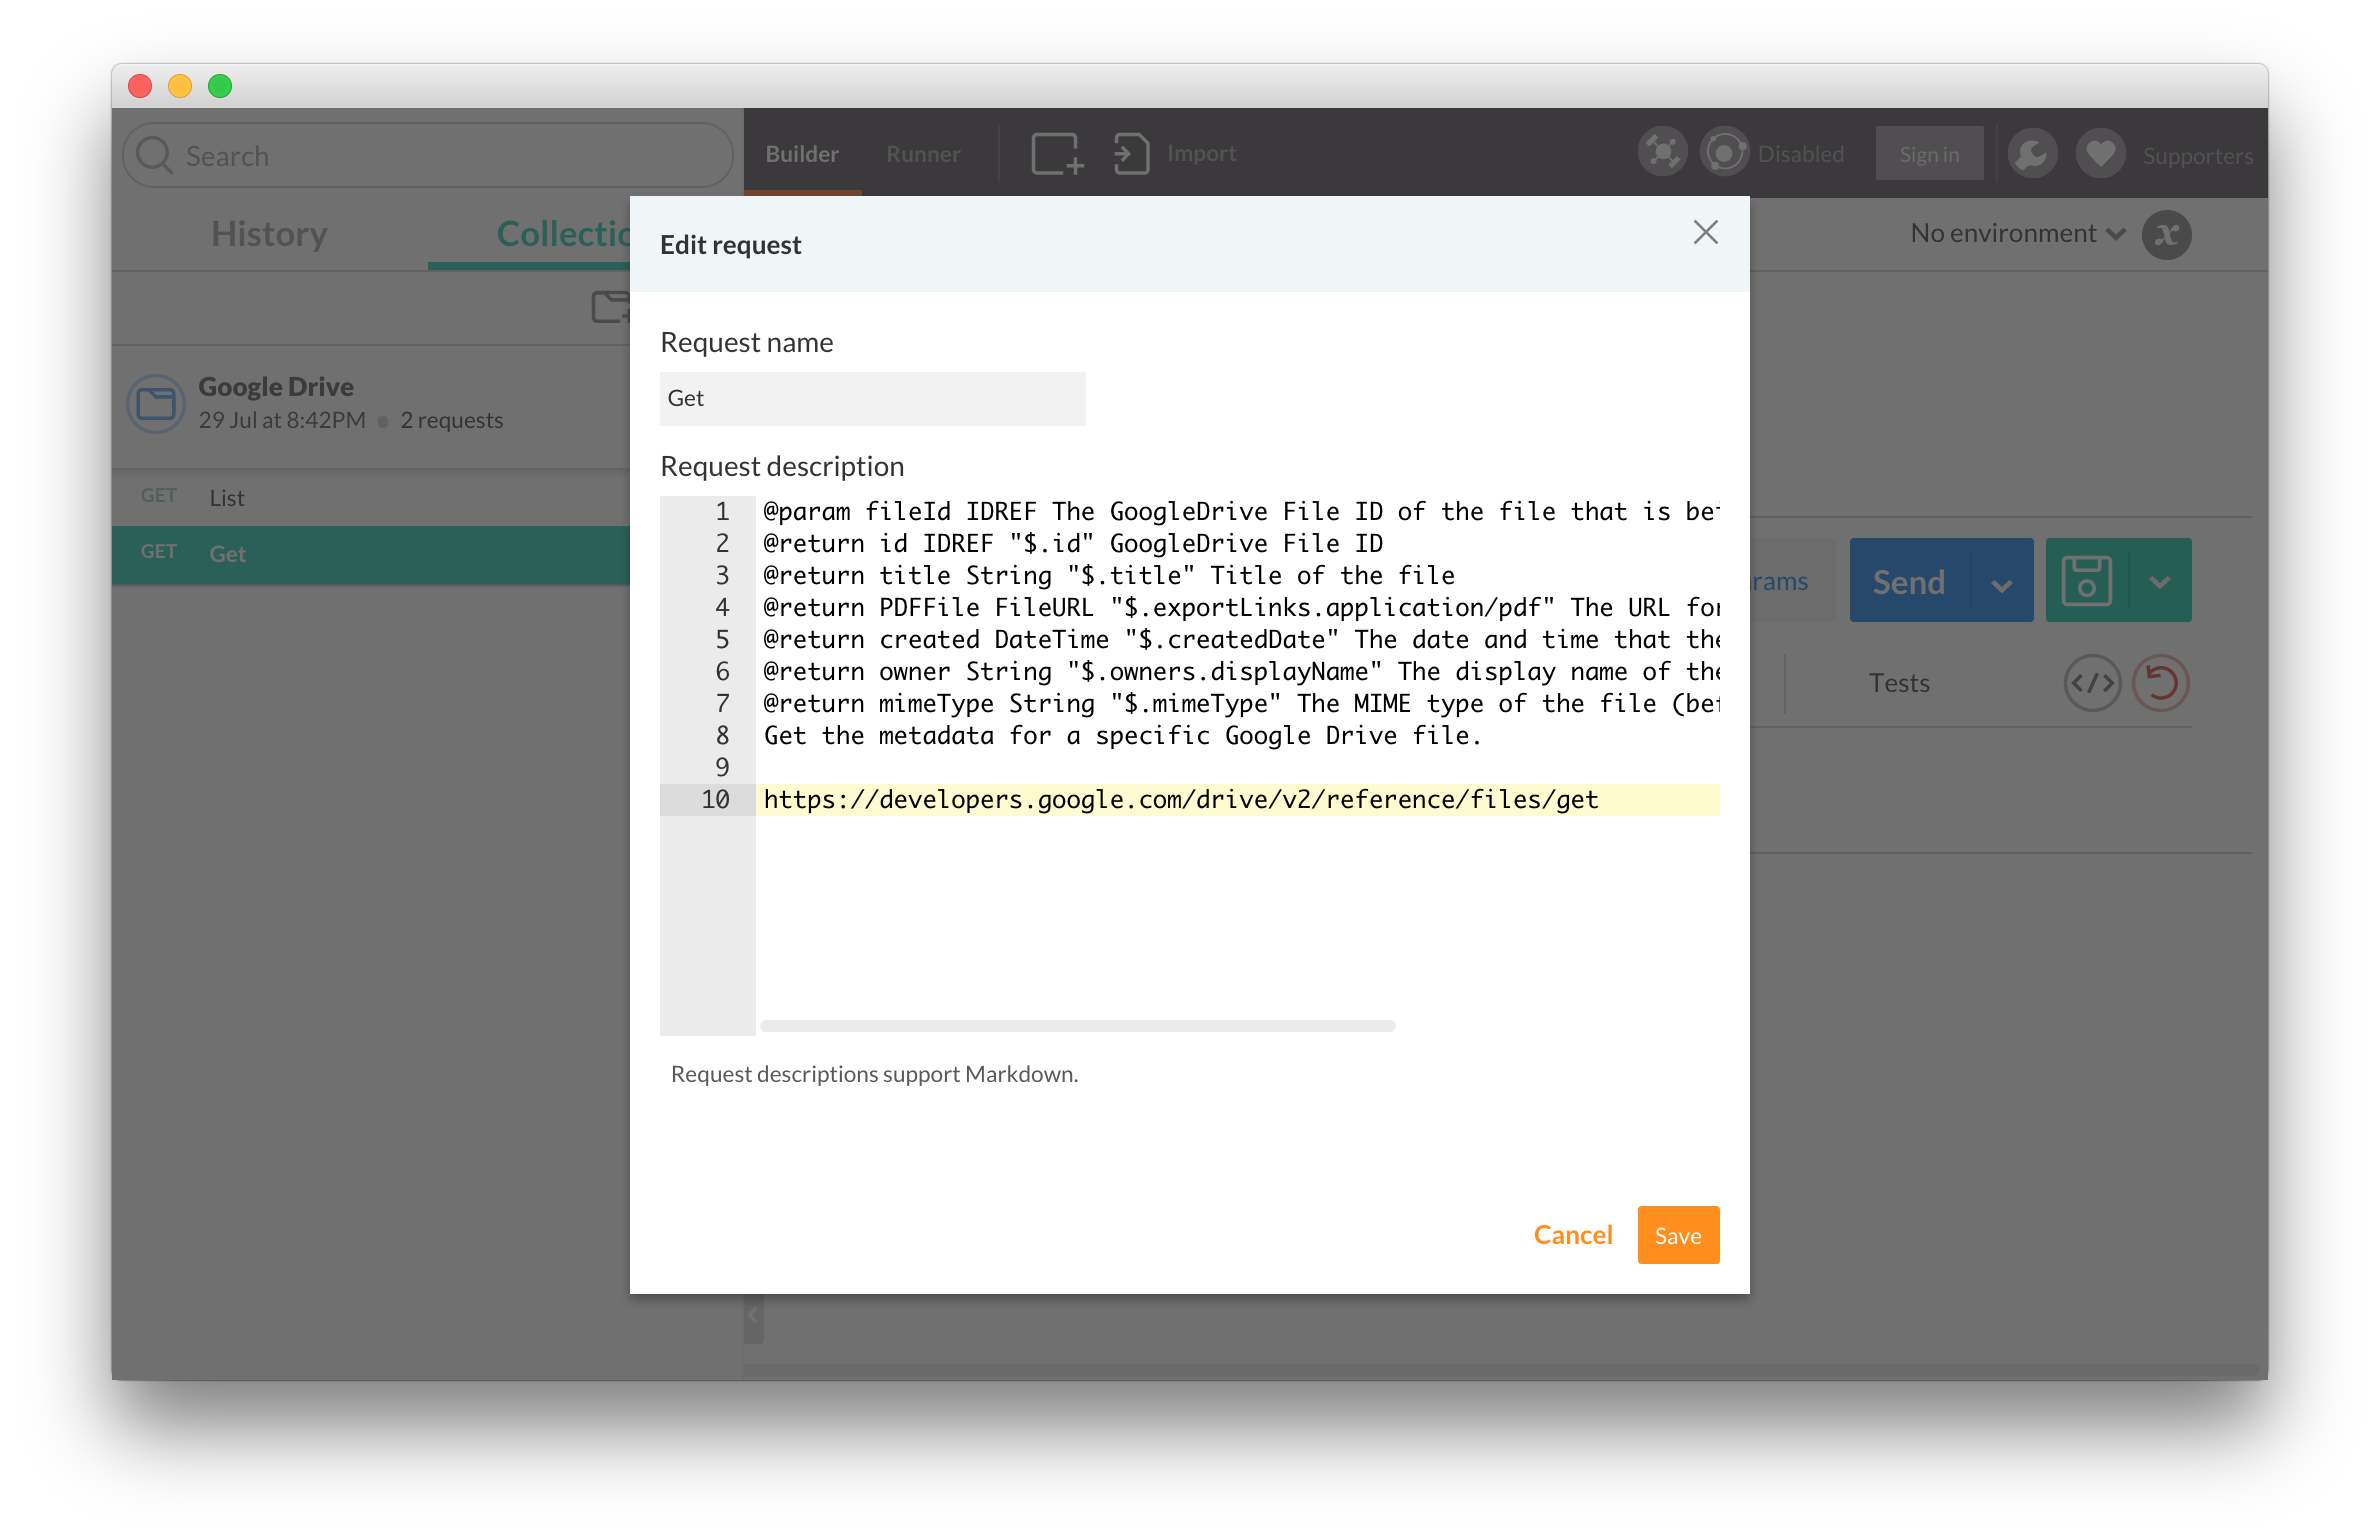 Search
Builder
Runner
Import
Disabled
Sign in
Supporters
History
Collectio
No environment
x
Google Drive
29 Jul at 8:42PM
2 requests
GET List
GET Get
Edit request
Request name
Get
Request description
1 @param fileId IDREF The GoogleDrive File ID of the file that is
2 @return id IDREF "$.id" GoogleDrive File ID
3 @return title String "$.title" Title of the file
4 @return PDFFile FileURL "$.exportLinks.application/pdf" The URL for
5 @return created DateTime "$.createdDate" The date and time that the
6 @return owner String "$.owners.displayName" The display name of the
7 @return mimeType String "$.mimeType" The MIME type of the file
8 Get the metadata for a specific Google Drive file.
9
10 https://developers.google.com/drive/v2/reference/files/get
Request descriptions support Markdown.
Cancel
Save
rams
Send
Tests